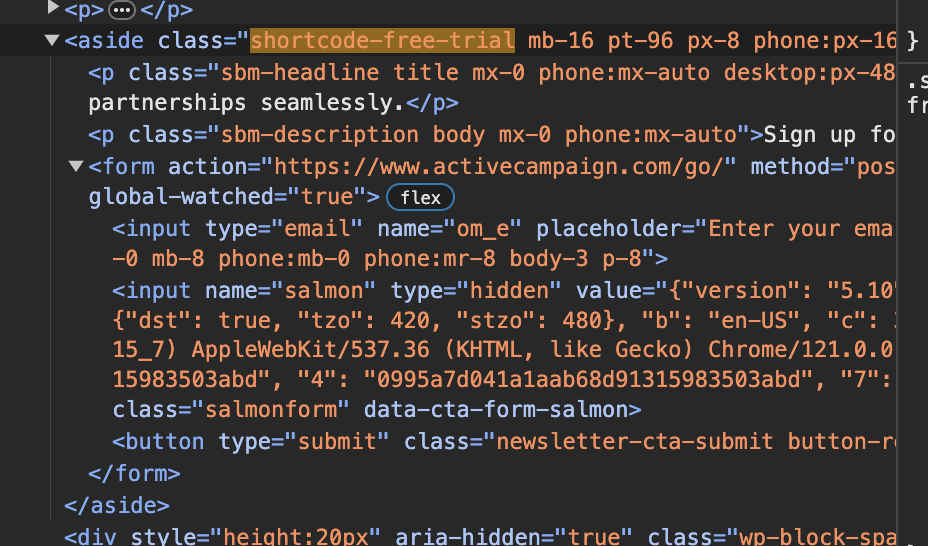 ▶<p>•••</p>
▼<aside class="shortcode-free-trial mb-16 pt-96 px-8 phone:px-16 }
<p class="sbm-headline title mx-0 phone:mx-auto desktop:px-48 .s
partnerships seamlessly.</p> fr
<p class="sbm-description body mx-0 phone:mx-auto">Sign up fo
▼<form action="https://www.activecampaign.com/go/" method="pos
global-watched="true"> flex
<input type="email" name="om_e" placeholder="Enter your ema
-0 mb-8 phone:mb-0 phone:mr-8 body-3 p-8">
<input name="salmon" type="hidden" value="{"version": "5.10"
{"dst": true, "tzo": 420, "stzo": 480}, "b": "en-US", "c":
15_7) AppleWebKit/537.36 (KHTML, like Gecko) Chrome/121.0.0
15983503abd", "4": "0995a7d041a1aab68d91315983503abd", "7":
class="salmonform" data-cta-form-salmon>
<button type="submit" class="newsletter-cta-submit button-re
</form>
</aside>
<div style="height:20px" aria-hidden="true" class="wp-block-spa